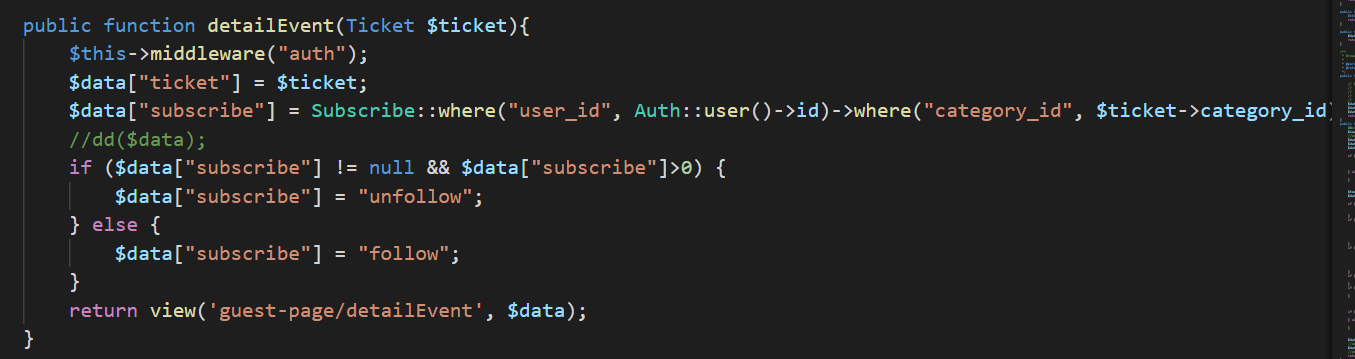 public function detailEvent(Ticket $ticket){
$this->middleware("auth");
$data["ticket"] = $ticket;
$data["subscribe"] = Subscribe::where("user_id", Auth::user()->id)->where("category_id", $ticket->category_id)
//dd($data);
if ($data["subscribe"] != null && $data["subscribe"]>0) {
$data["subscribe"] = "unfollow";
} else {
$data["subscribe"] = "follow";
}
return view('guest-page/detailEvent', $data);
}